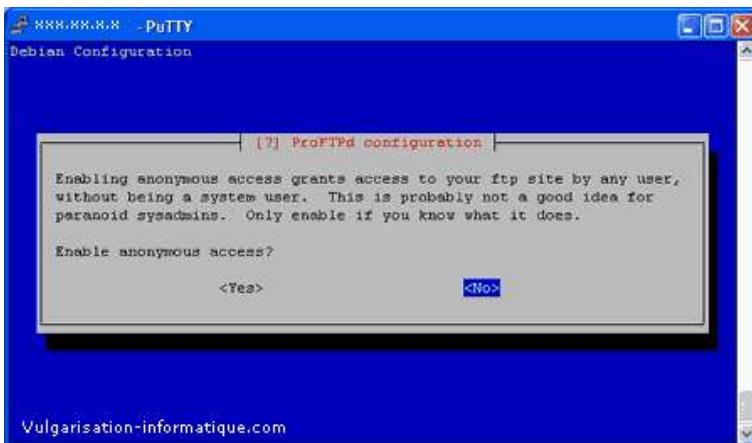 xxx.xx.x.x - PuTTY
Debian Configuration
[?] ProFTPd configuration
Enabling anonymous access grants access to your ftp site by any user,
without being a system user.  This is probably not a good idea for
paranoid sysadmins.  Only enable if you know what it does.
Enable anonymous access?
<Yes> <No>
Vulgarisation-informatique.com